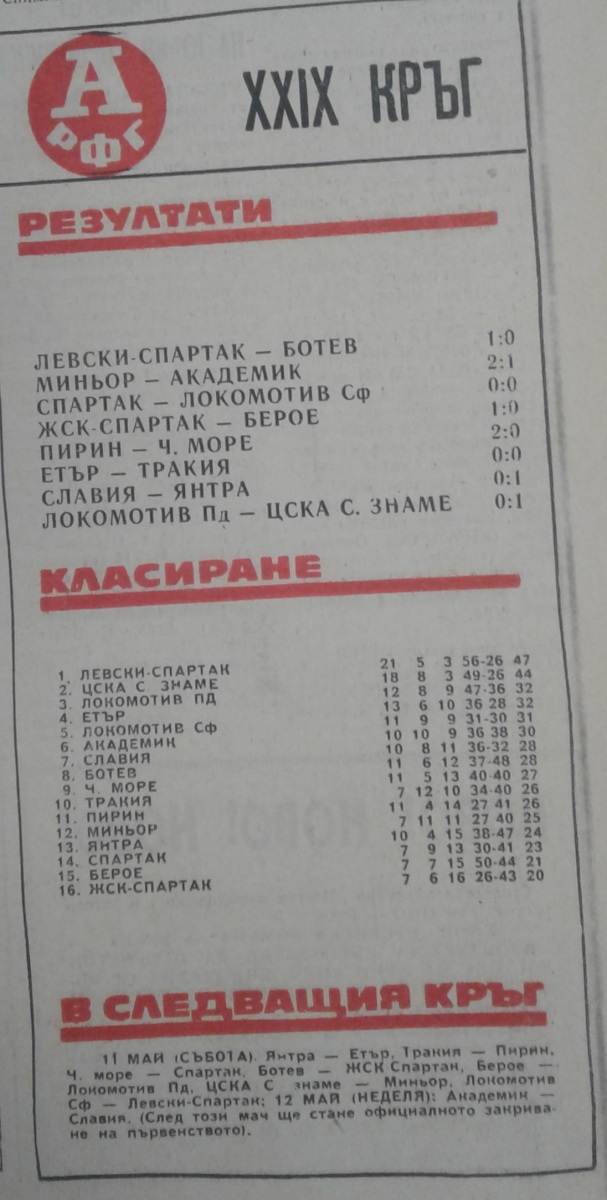 А
РФГ
XXIX КРЪГ
РЕЗУЛТАТИ
ЛЕВСКИ-СПАРТАК — БОТЕВ 1:0
МИНЬОР — АКАДЕМИК 2:1
СПАРТАК — ЛОКОМОТИВ Сф 0:0
ЖСК-СПАРТАК — БЕРОЕ 1:0
ПИРИН — Ч. МОРЕ 2:0
ЕТЪР — ТРАКИЯ 0:0
СЛАВИЯ — ЯНТРА 0:1
ЛОКОМОТИВ Пд — ЦСКА С. ЗНАМЕ 0:1
КЛАСИРАНЕ
1. ЛЕВСКИ-СПАРТАК 21 5 3 56-26 47
2. ЦСКА С. ЗНАМЕ 18 8 3 49-26 44
3. ЛОКОМОТИВ ПД 12 8 9 47-36 32
4. ЕТЪР 13 6 10 36 28 32
5. ЛОКОМОТИВ Сф 11 9 9 31-30 31
6. АКАДЕМИК 10 10 9 36 38 30
7. СЛАВИЯ 10 8 11 36-32 28
8. БОТЕВ 11 6 12 37-48 28
9. Ч. МОРЕ 11 5 13 40-40 27
10. ТРАКИЯ 7 12 10 34-40 26
11. ПИРИН 11 4 14 27 41 26
12. МИНЬОР 7 11 11 27 40 25
13. ЯНТРА 10 4 15 38-47 24
14. СПАРТАК 7 9 13 30-41 23
15. БЕРОЕ 7 7 15 50-44 21
16. ЖСК-СПАРТАК 7 6 16 26-43 20
В СЛЕДВАЩИЯ КРЪГ
11 МАЙ (СЪБОТА). Янтра — Етър, Тракия — Пирин,
Ч. море — Спартак, Ботев — ЖСК Спартак, Берое —
Локомотив Пд, ЦСКА С знаме — Миньор, Локомотив
Сф — Левски-Спартак; 12 МАЙ (НЕДЕЛЯ): Академик —
Славия. (След този мач ще стане официалното закрива-
не на първенството).